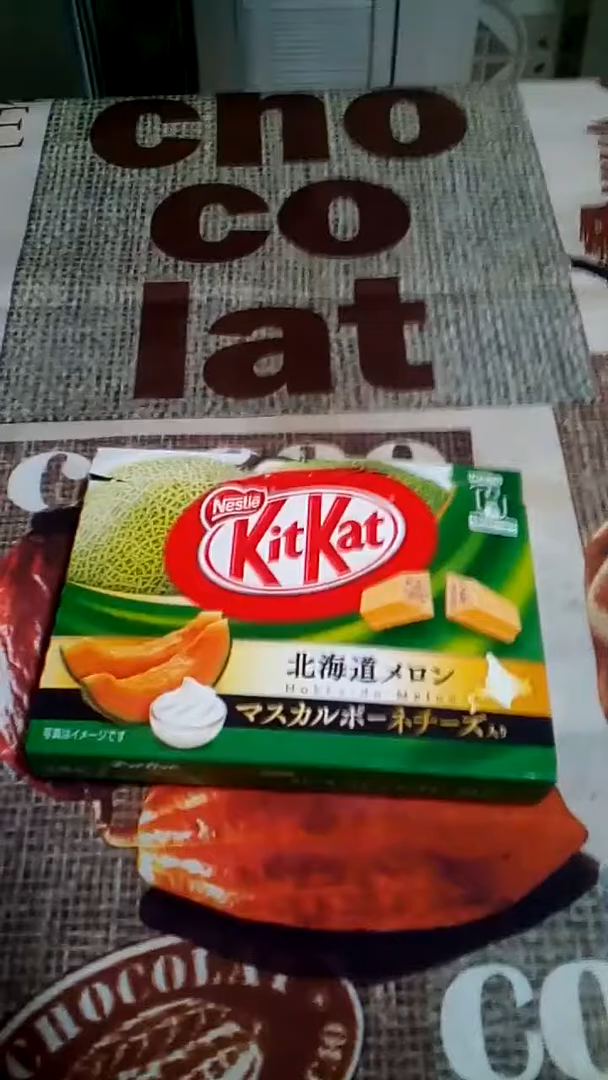 cho
co
lat
Nestlé
KitKat
北海道メロン
Hokkaido Melon
マスカルポーネチーズ入り
写真はイメージです
CHOCOLAT
co